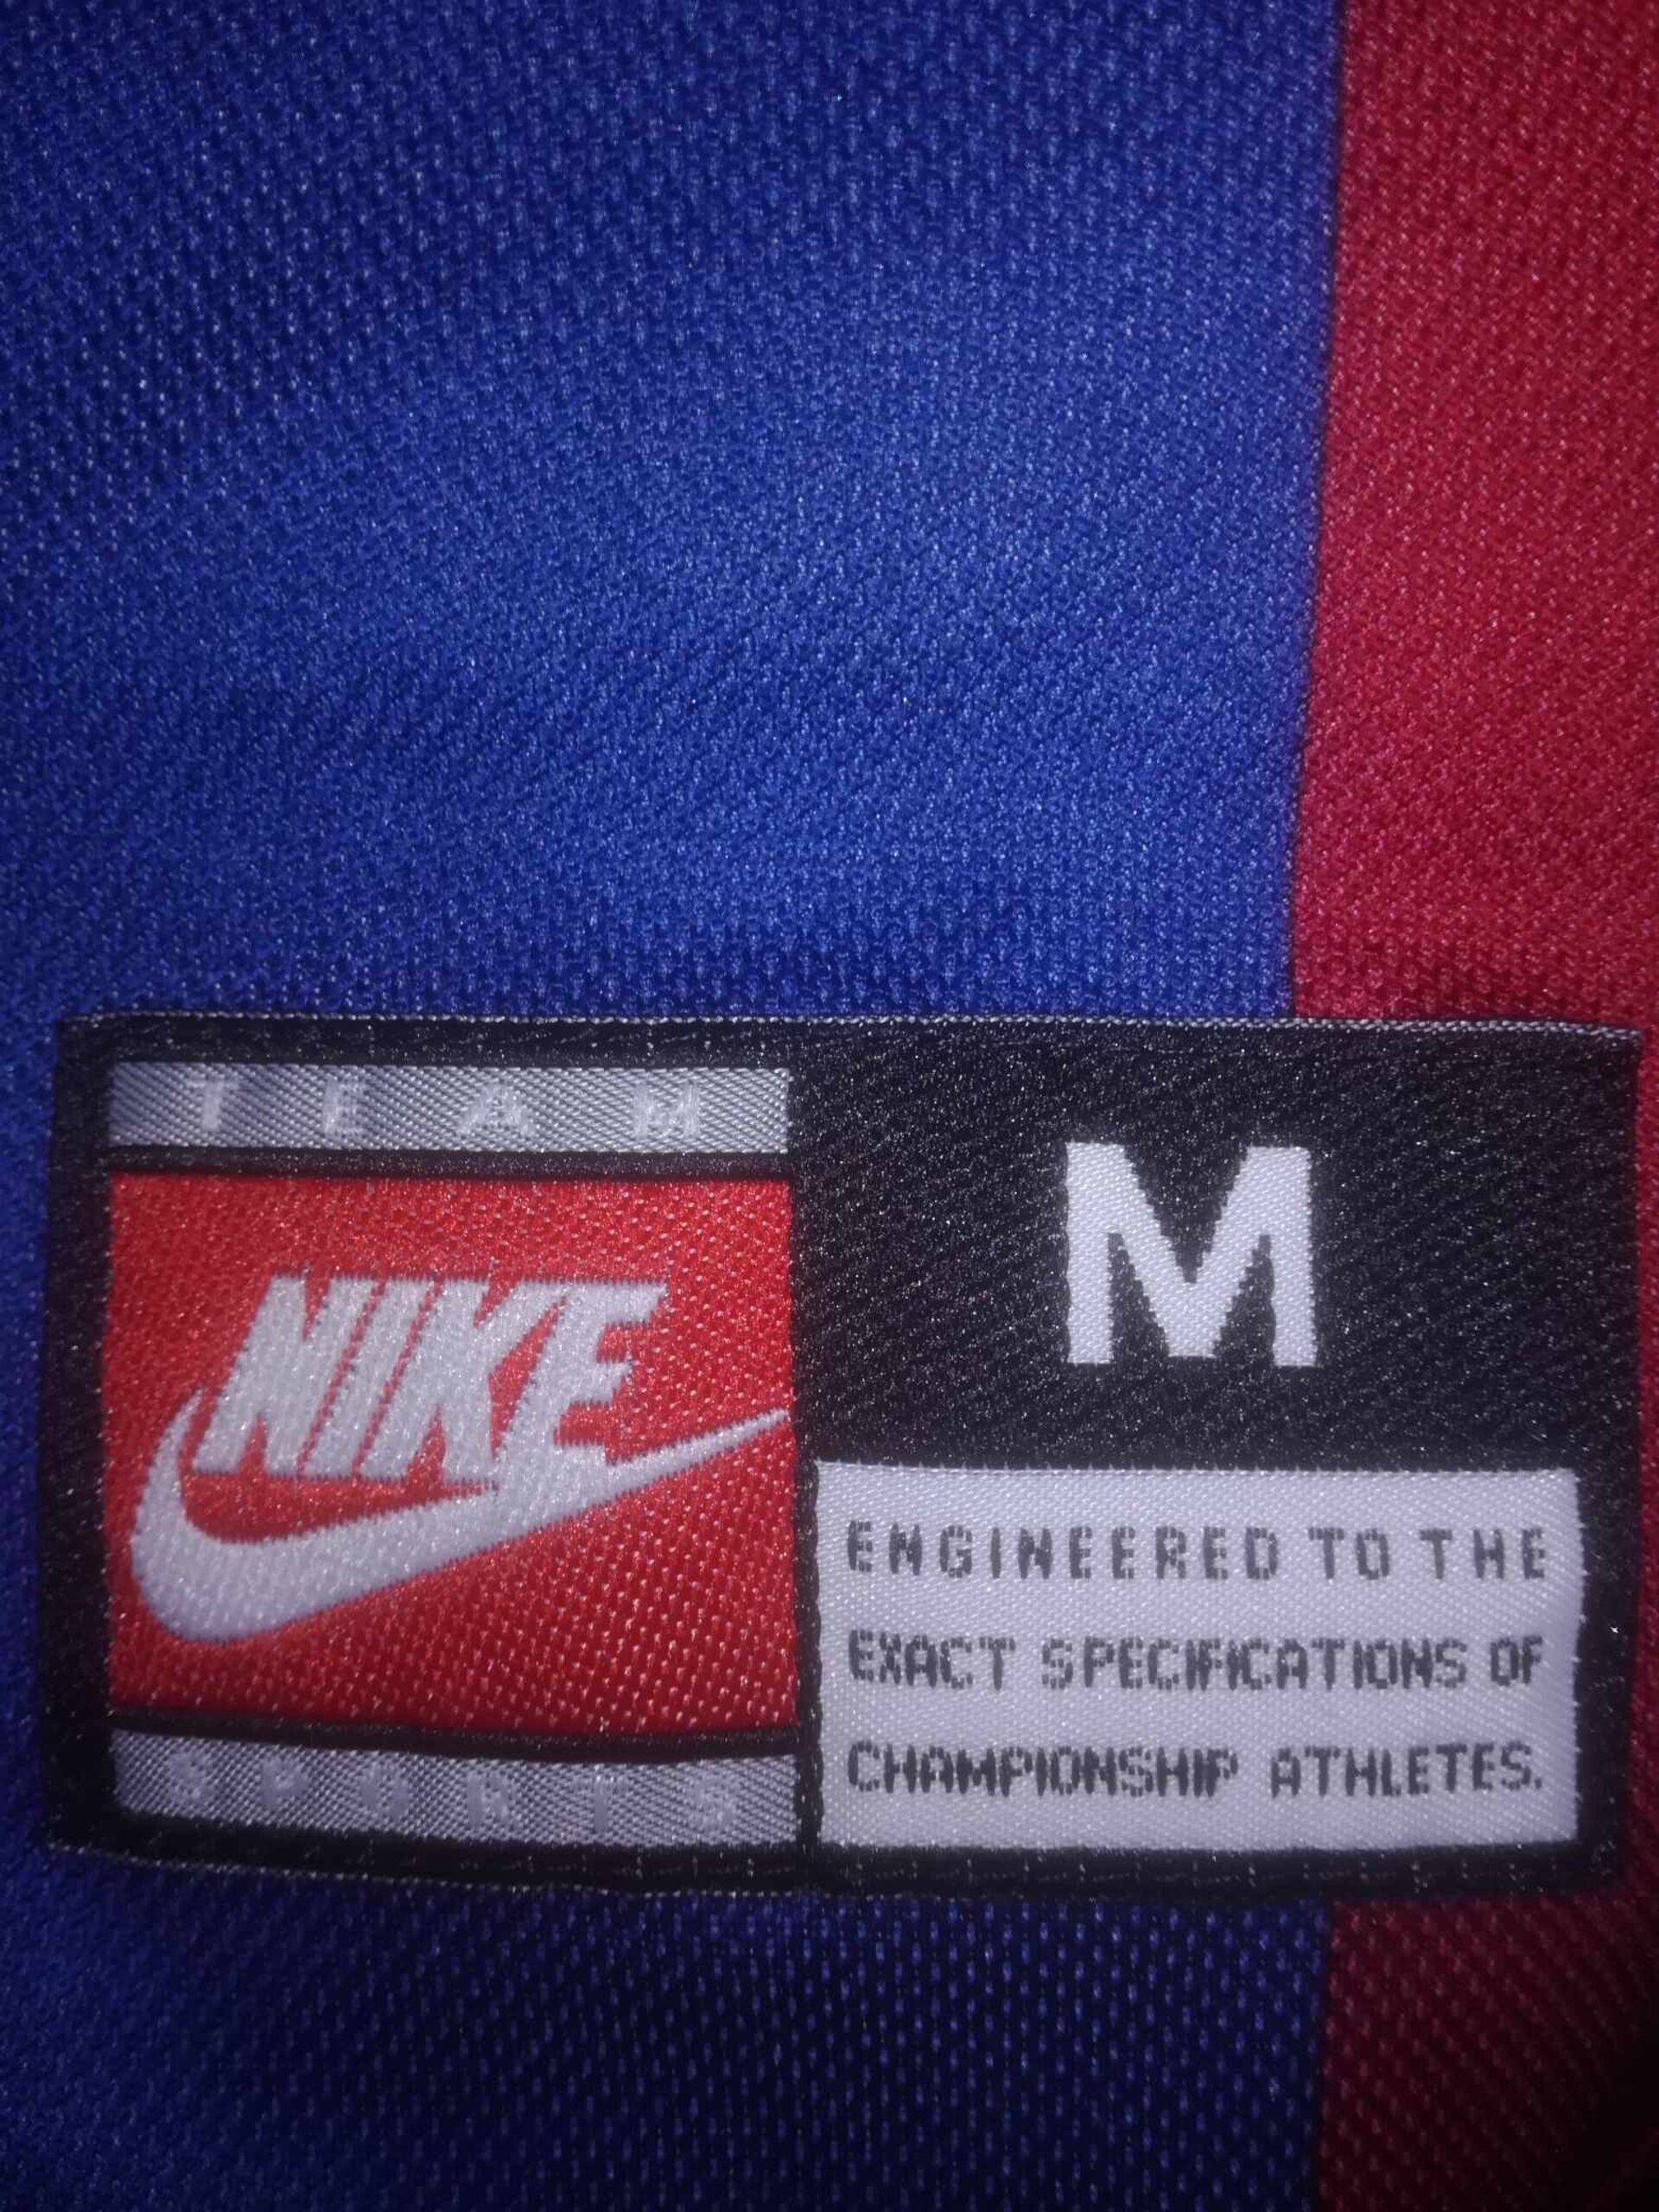 TEAM
NIKE
SPORTS
M
ENGINEERED TO THE
EXACT SPECIFICATIONS OF
CHAMPIONSHIP ATHLETES.